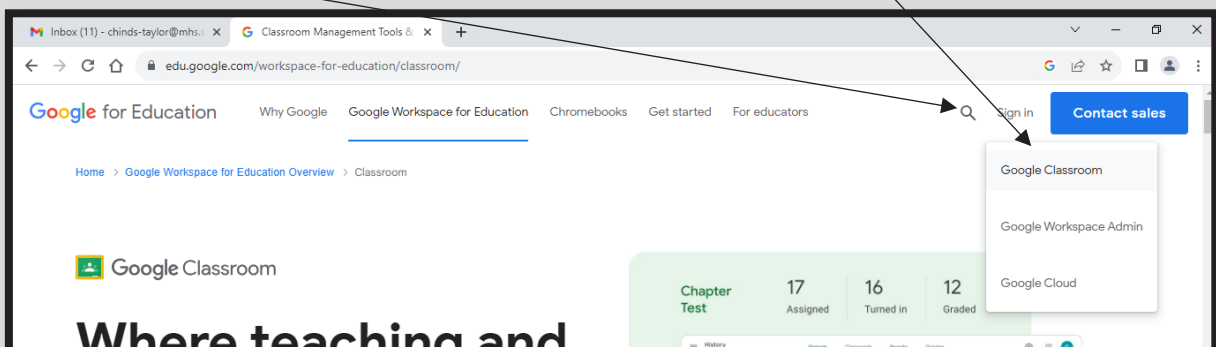 Inbox (11) - chinds-taylor@mhs.s
Classroom Management Tools &
edu.google.com/workspace-for-education/classroom/
Google for Education Why Google Google Workspace for Education Chromebooks Get started For educators Sign in Contact sales
Home > Google Workspace for Education Overview > Classroom
Google Classroom
Google Workspace Admin
Google Cloud
Google Classroom
Where teaching and
Chapter Test
17 Assigned
16 Turned in
12 Graded
History